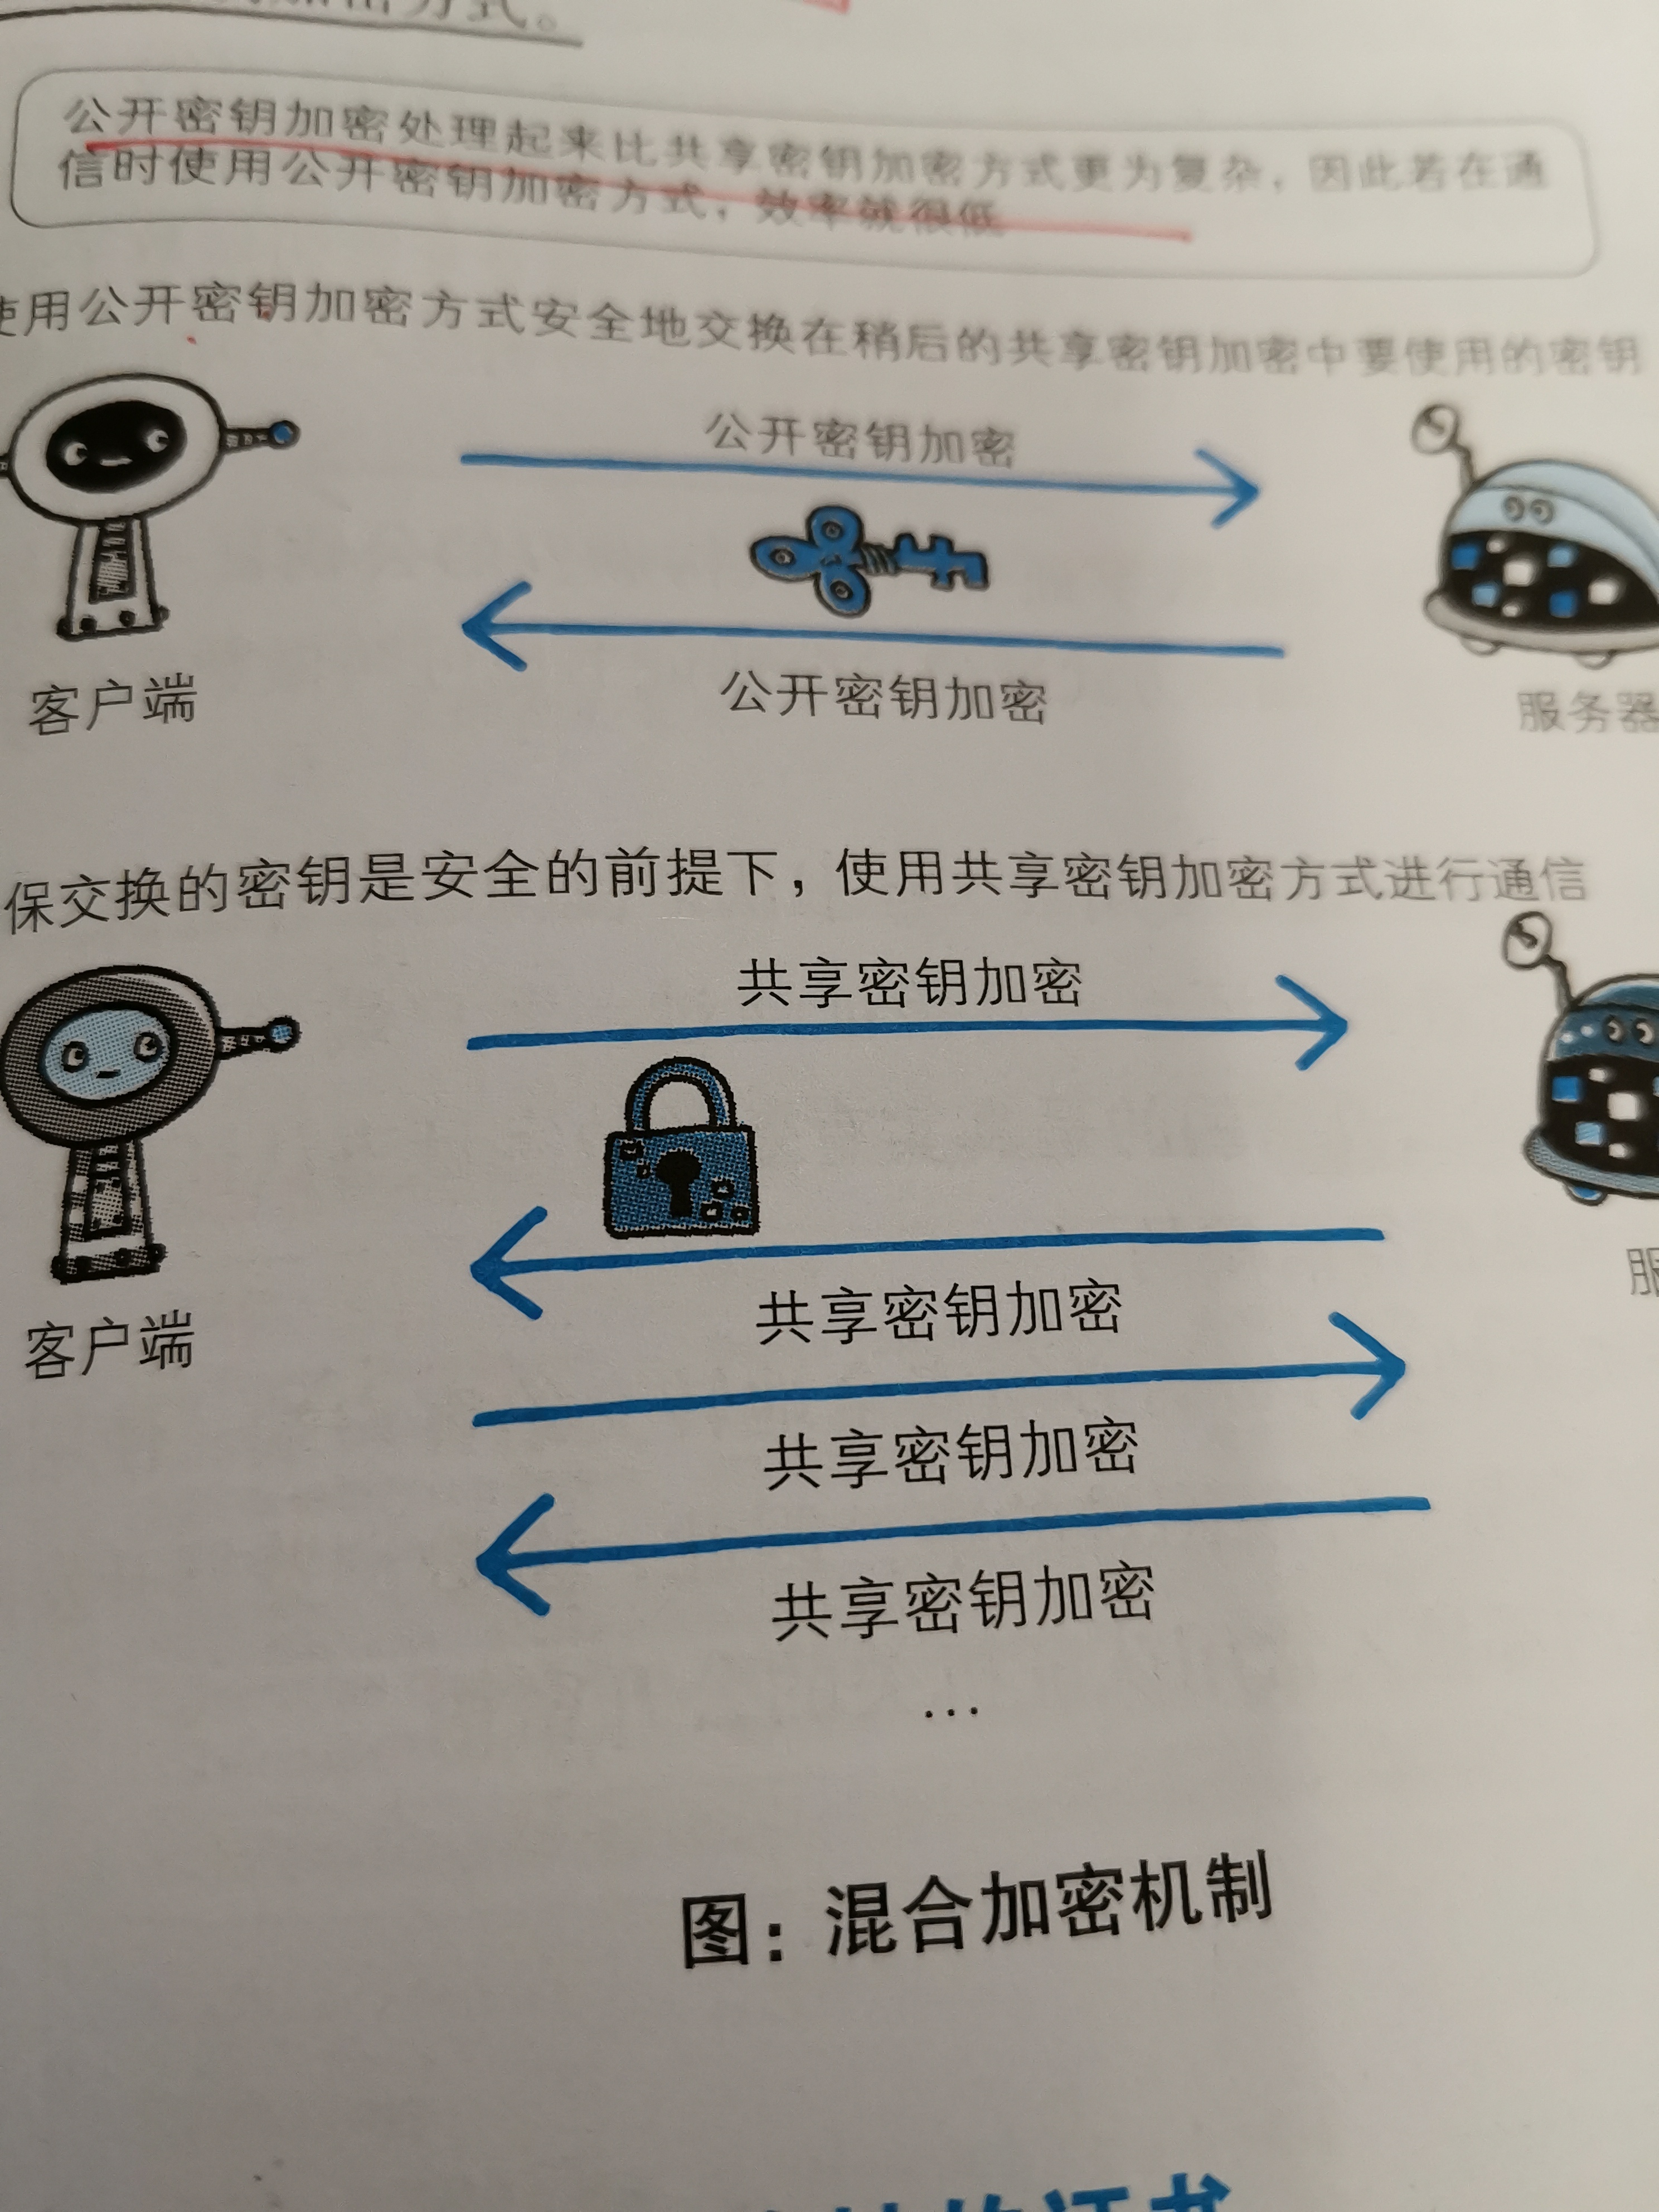 方式。
公开密钥加密处理起来比共享密钥加密方式更为复杂，因此若在通
信时使用公开密钥加密方式，效率就很低
使用公开密钥加密方式安全地交换在稍后的共享密钥加密中要使用的密钥
公开密钥加密
公开密钥加密
客户端
服务器
保交换的密钥是安全的前提下，使用共享密钥加密方式进行通信
共享密钥加密
共享密钥加密
服
客户端
共享密钥加密
共享密钥加密
…
图：混合加密机制
的证书